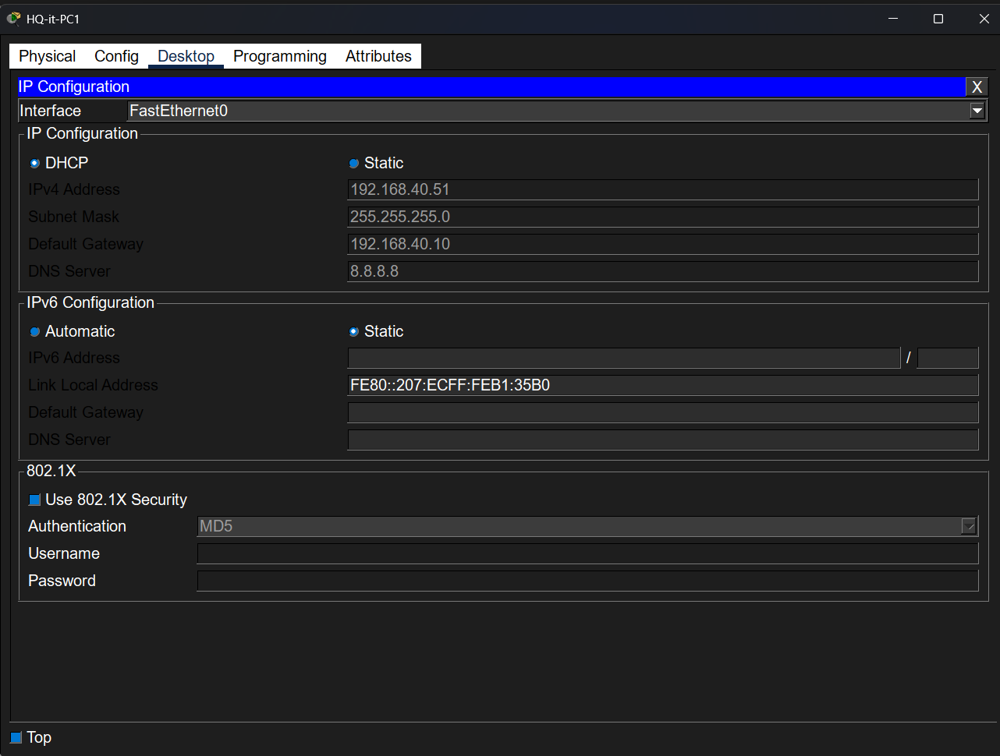 HQ-it-PC1
Physical Config Desktop Programming Attributes
IP Configuration X
Interface FastEthernet0
IP Configuration
DHCP Static
IPv4 Address 192.168.40.51
Subnet Mask 255.255.255.0
Default Gateway 192.168.40.10
DNS Server 8.8.8.8
IPv6 Configuration
Automatic Static
IPv6 Address /
Link Local Address FE80::207:ECFF:FEB1:35B0
Default Gateway
DNS Server
802.1X
Use 802.1X Security
Authentication MD5
Username
Password
Top